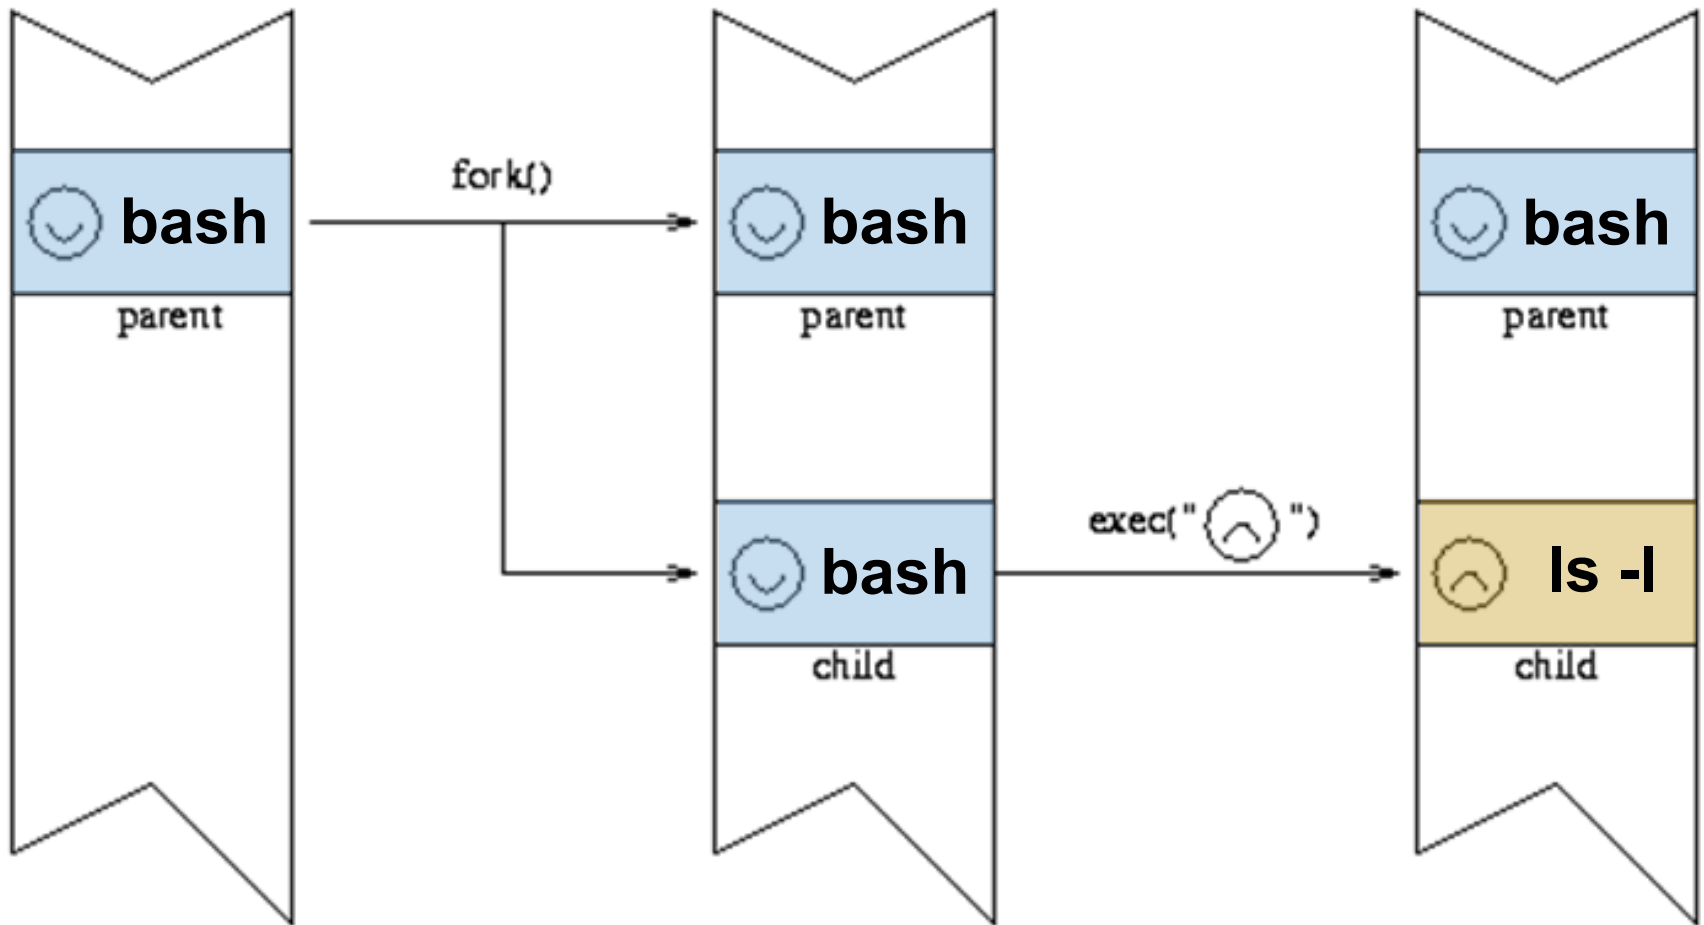 fork()
bash
bash
bash
parent
parent
parent
exec(" ")
bash
ls -l
child
child